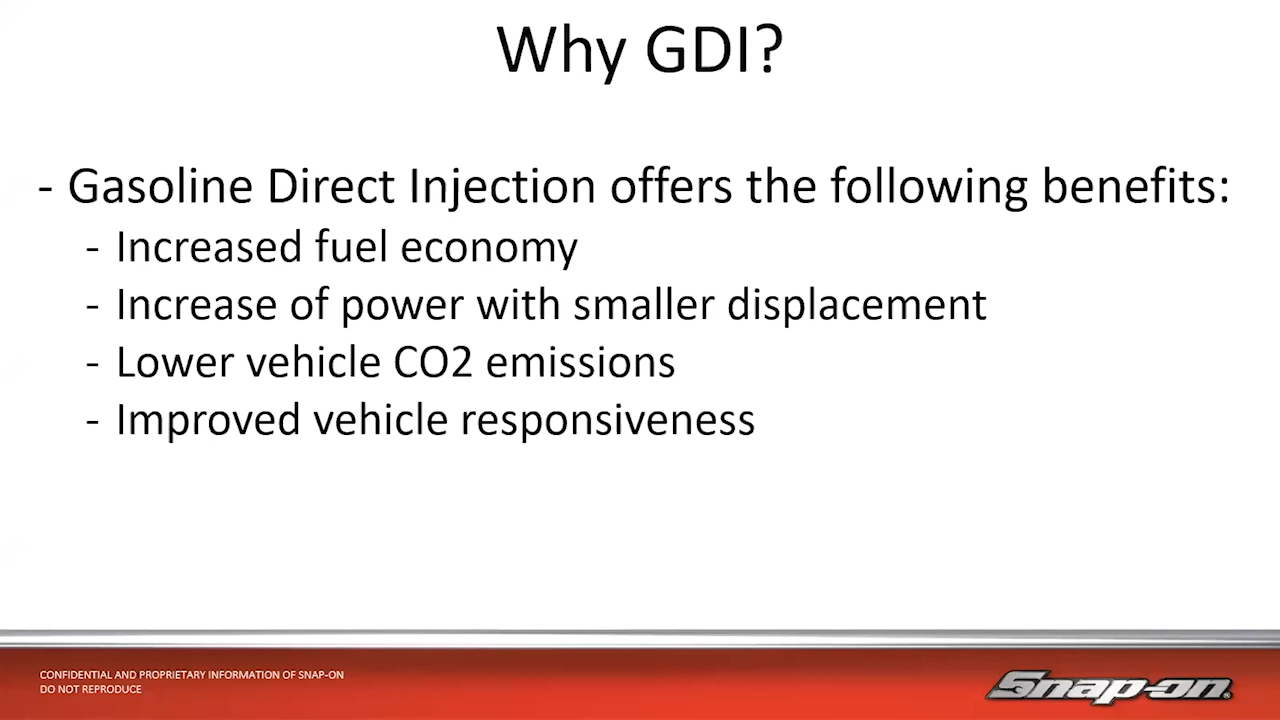 Why GDI?
- Gasoline Direct Injection offers the following benefits:
- Increased fuel economy
- Increase of power with smaller displacement
- Lower vehicle CO2 emissions
- Improved vehicle responsiveness
CONFIDENTIAL AND PROPRIETARY INFORMATION OF SNAP-ON
DO NOT REPRODUCE
Snap-on®